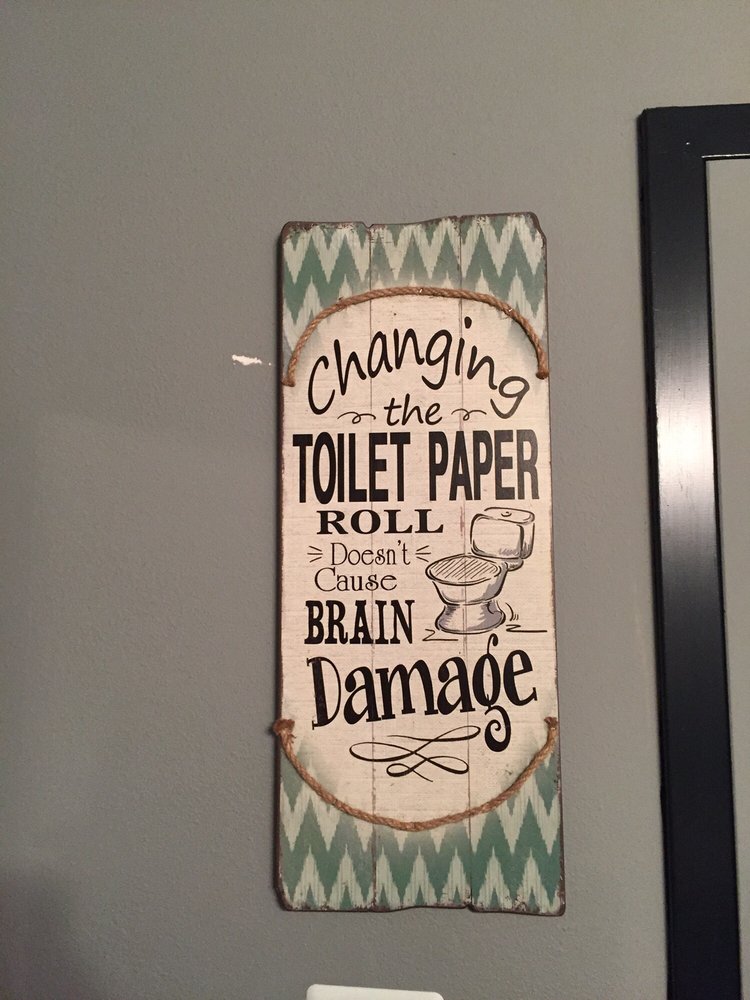 Changing
the
TOILET PAPER
ROLL
Doesn't
Cause
BRAIN
Damage